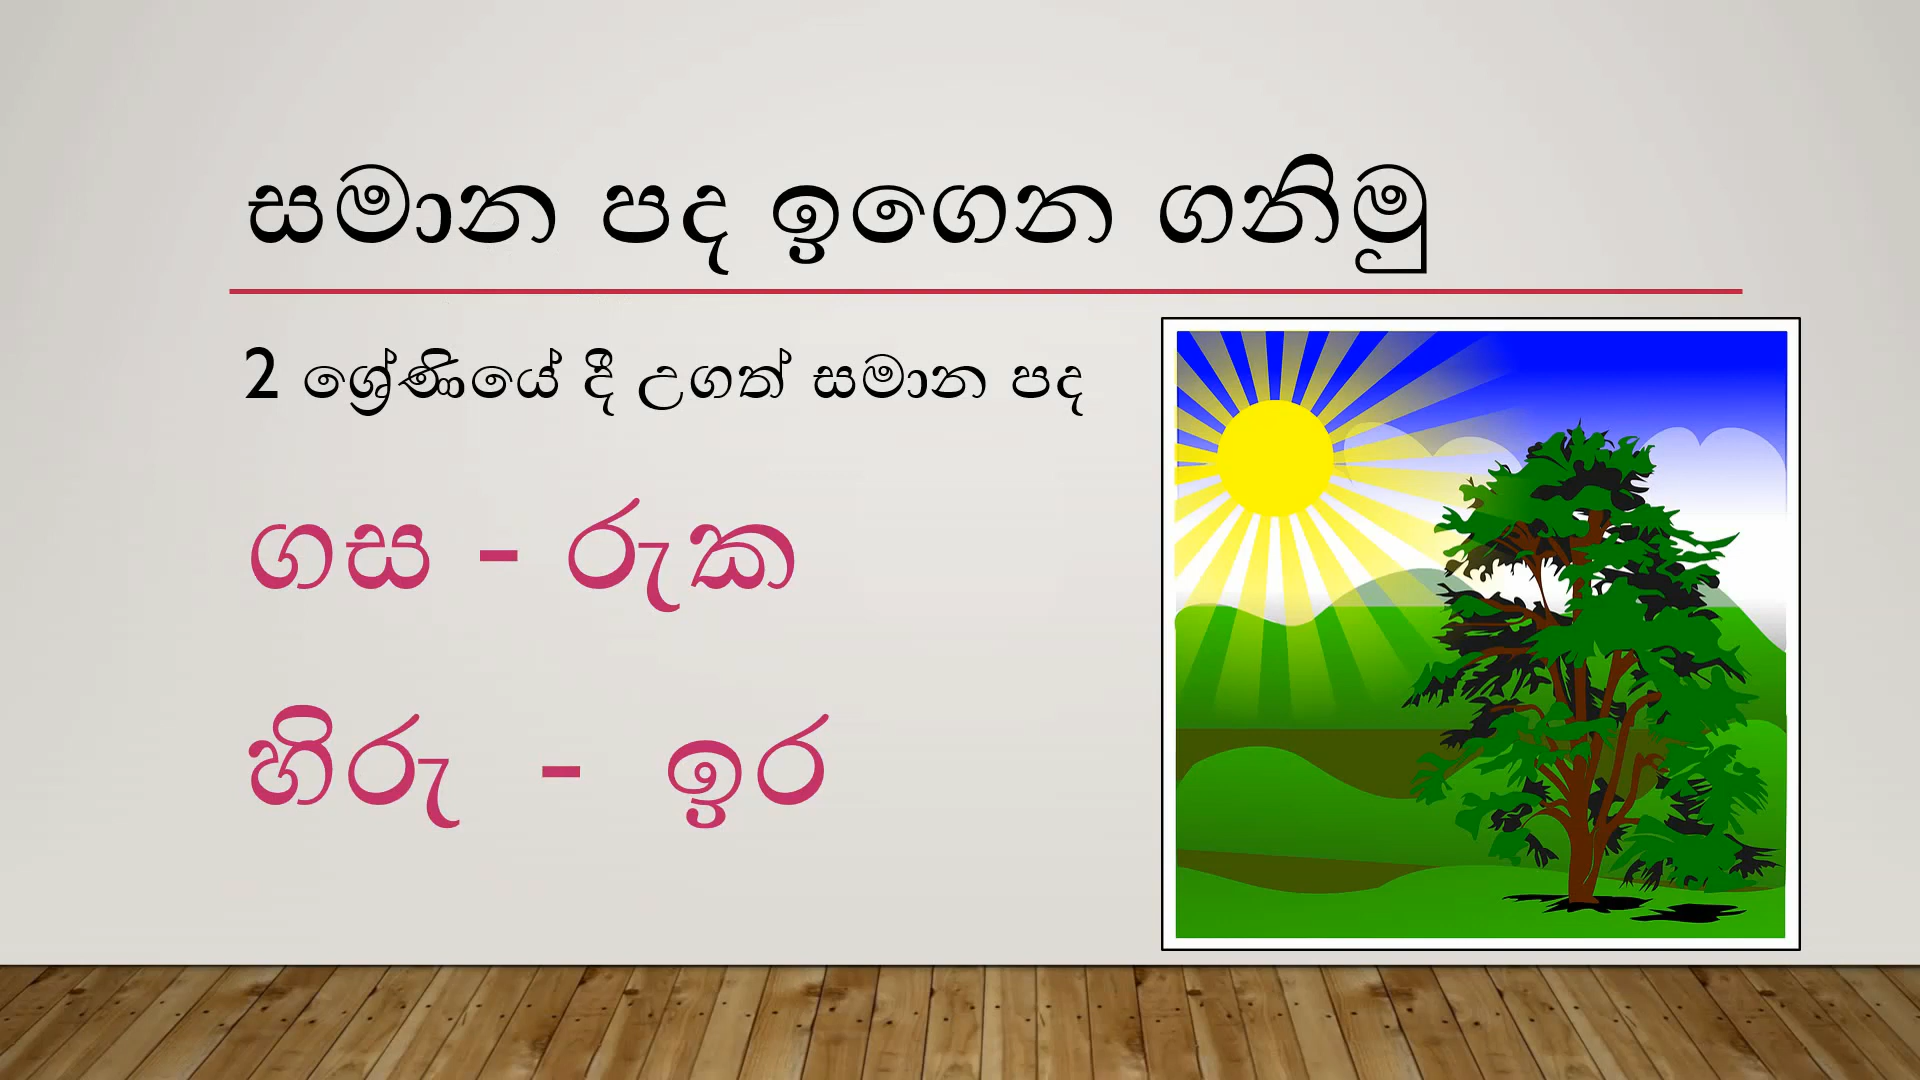 සමාන පද ඉගෙන ගනිමු
2 ශ්‍රේණියේ දී උගත් සමාන පද
ගස - රුක
හිරු - ඉර